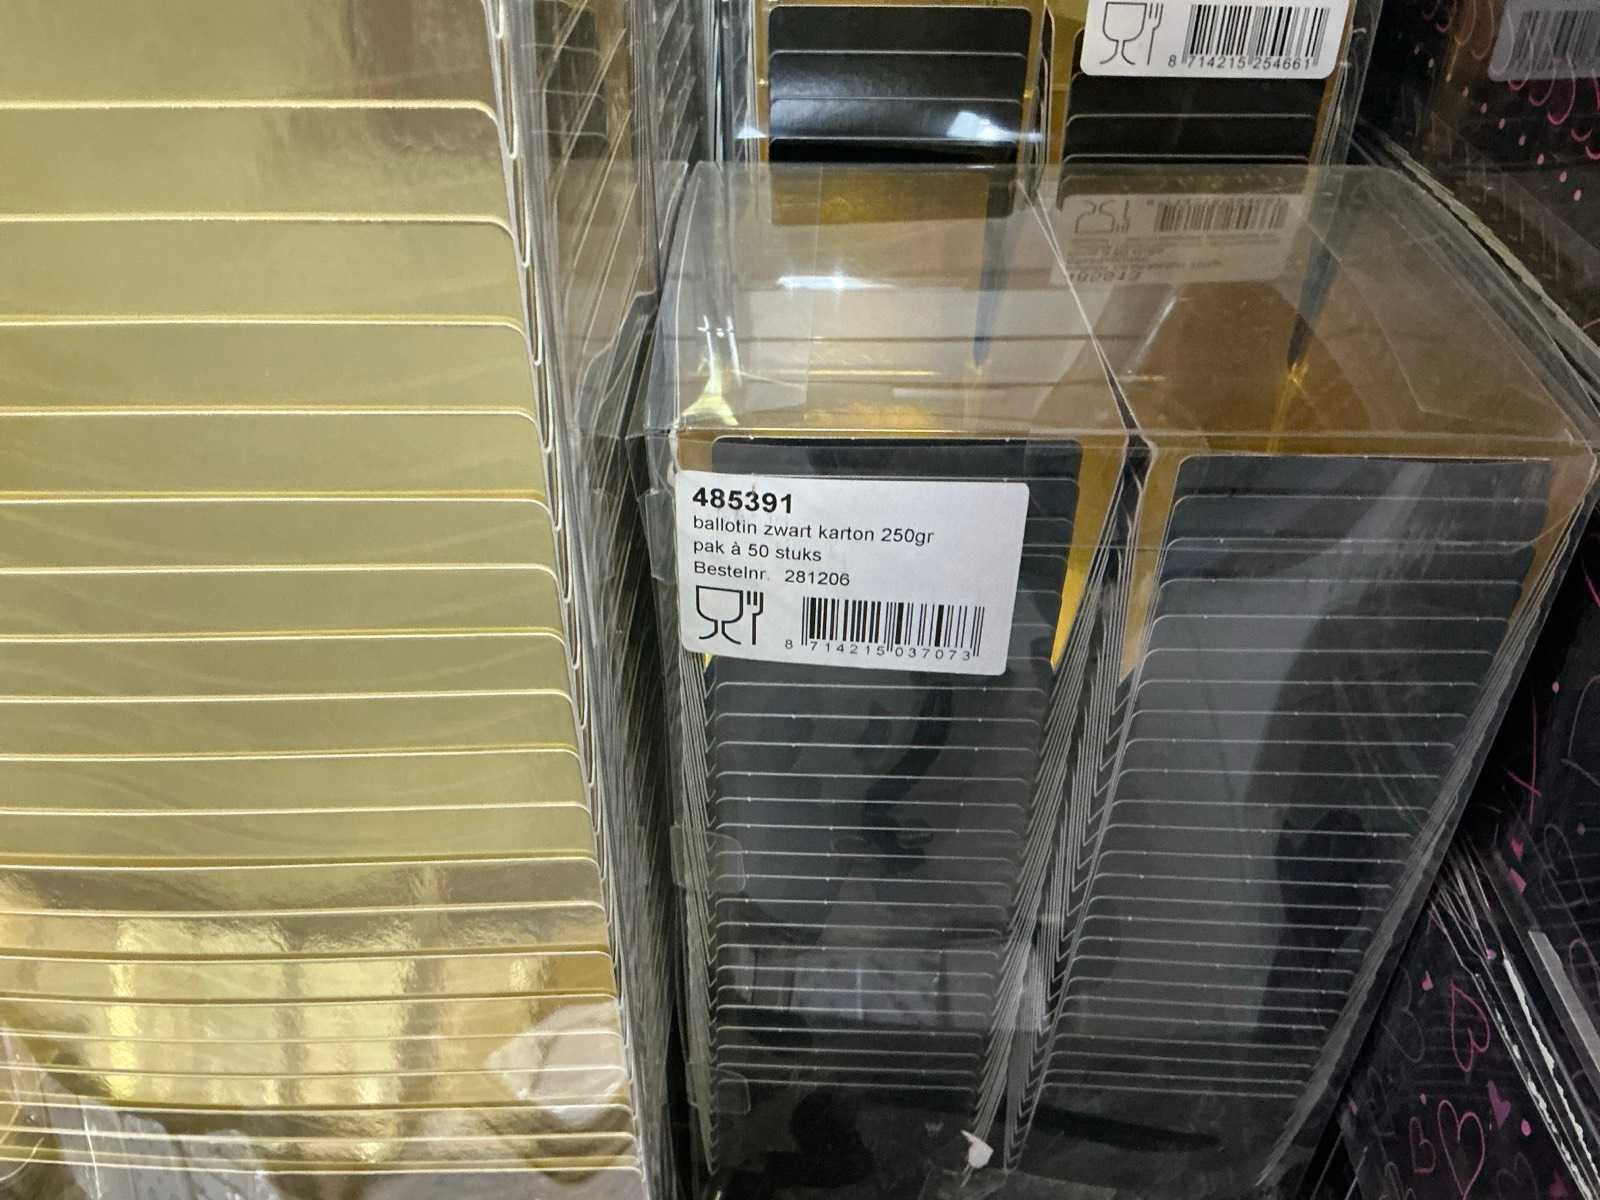 8 714215 254661
485391
ballotin zwart karton 250gr
pak à 50 stuks
Bestelnr. 281206
8 714215 037073